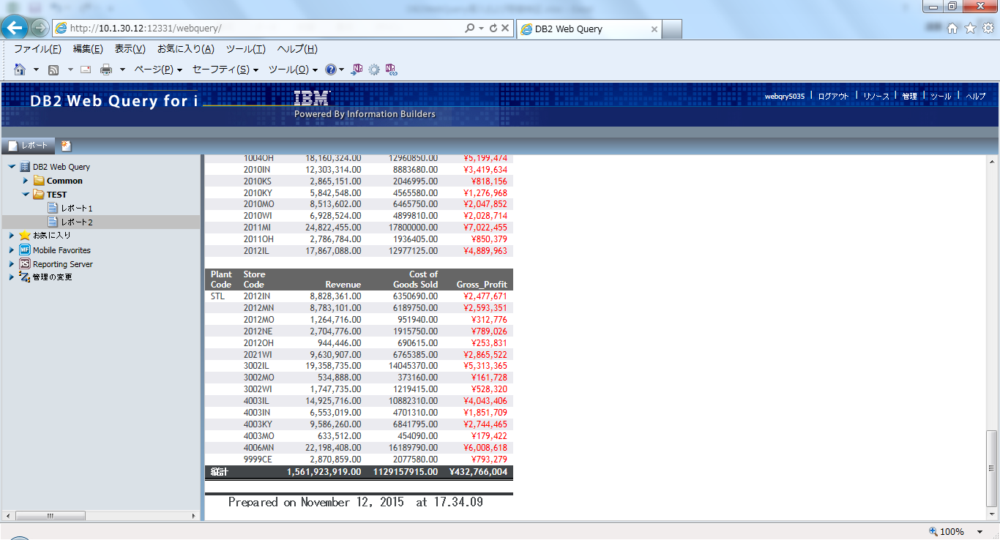 http://10.1.30.12:12331/webquery/
DB2 Web Query
ファイル(F) 編集(E) 表示(V) お気に入り(A) ツール(T) ヘルプ(H)
ページ(P) セーフティ(S) ツール(O)
DB2 Web Query for i
IBM
Powered By Information Builders
webqry5035 ログアウト リソース 管理 ツール ヘルプ
レポート
DB2 Web Query
Common
TEST
レポート1
レポート2
お気に入り
MF Mobile Favorites
RS Reporting Server
管理の変更
1004OH 18,160,324.00 12960850.00 ¥5,199,474
2010IN 12,303,314.00 8883680.00 ¥3,419,634
2010KS 2,865,151.00 2046995.00 ¥818,156
2010KY 5,842,548.00 4565580.00 ¥1,276,968
2010MO 8,513,602.00 6465750.00 ¥2,047,852
2010WI 6,928,524.00 4899810.00 ¥2,028,714
2011MI 24,822,455.00 17800000.00 ¥7,022,455
2011OH 2,786,784.00 1936405.00 ¥850,379
2012IL 17,867,088.00 12977125.00 ¥4,889,963
Plant Store Cost of
Code Code Revenue Goods Sold Gross_Profit
STL 2012IN 8,828,361.00 6350690.00 ¥2,477,671
2012MN 8,783,101.00 6189750.00 ¥2,593,351
2012MO 1,264,716.00 951940.00 ¥312,776
2012NE 2,704,776.00 1915750.00 ¥789,026
2012OH 944,446.00 690615.00 ¥253,831
2021WI 9,630,907.00 6765385.00 ¥2,865,522
3002IL 19,358,735.00 14045370.00 ¥5,313,365
3002MO 534,888.00 373160.00 ¥161,728
3002WI 1,747,735.00 1219415.00 ¥528,320
4003IL 14,925,716.00 10882310.00 ¥4,043,406
4003IN 6,553,019.00 4701310.00 ¥1,851,709
4003KY 9,586,260.00 6841795.00 ¥2,744,465
4003MO 633,512.00 454090.00 ¥179,422
4006MN 22,198,408.00 16189790.00 ¥6,008,618
9999CE 2,870,859.00 2077580.00 ¥793,279
総計 1,561,923,919.00 1129157915.00 ¥432,766,004
Prepared on November 12, 2015 at 17.34.09
100%